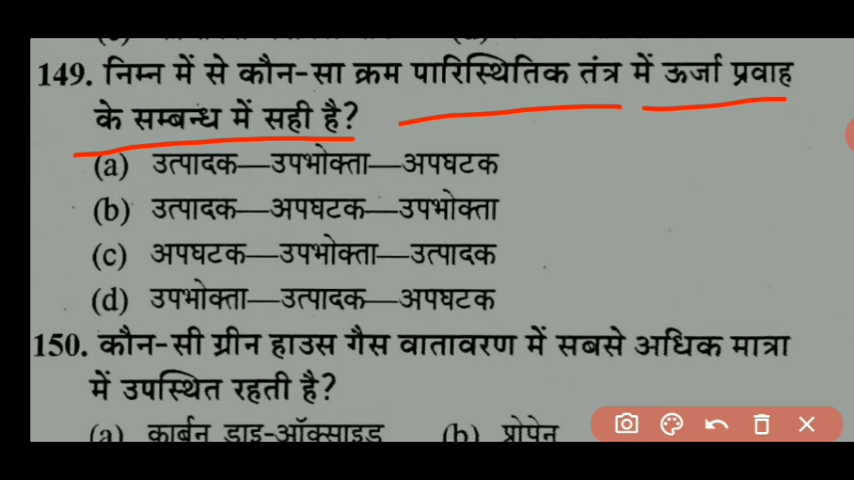 149. निम्न में से कौन-सा क्रम पारिस्थितिक तंत्र में ऊर्जा प्रवाह
के सम्बन्ध में सही है?
(a) उत्पादक—उपभोक्ता—अपघटक
(b) उत्पादक—अपघटक—उपभोक्ता
(c) अपघटक—उपभोक्ता—उत्पादक
(d) उपभोक्ता—उत्पादक—अपघटक
150. कौन-सी ग्रीन हाउस गैस वातावरण में सबसे अधिक मात्रा
में उपस्थित रहती है?
(a) कार्बन डाइ-ऑक्साइड (b) प्रोपेन